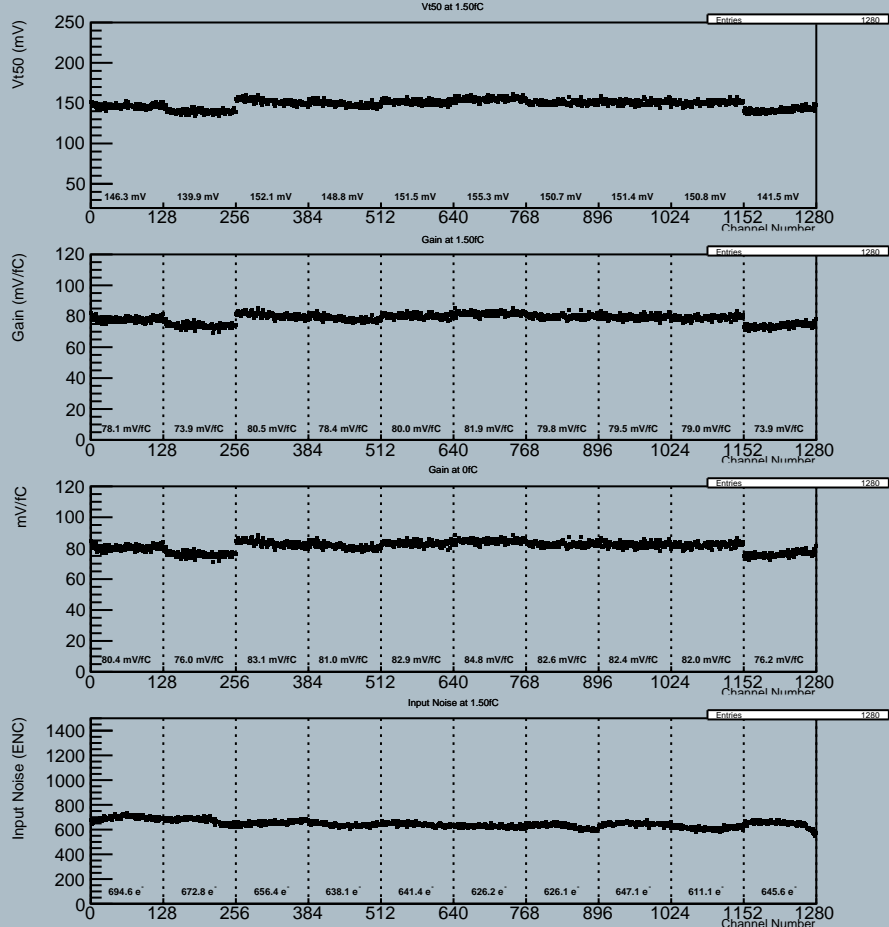 Vt50 at 1.50fC
Entries 1280
Vt50 (mV)
250
200
150
100
50
146.3 mV 139.9 mV 152.1 mV 148.8 mV 151.5 mV 155.3 mV 150.7 mV 151.4 mV 150.8 mV 141.5 mV
0 128 256 384 512 640 768 896 1024 1152 1280
Channel Number
Gain at 1.50fC
Entries 1280
Gain (mV/fC)
120
100
80
60
40
20
0
78.1 mV/fC 73.9 mV/fC 80.5 mV/fC 78.4 mV/fC 80.0 mV/fC 81.9 mV/fC 79.8 mV/fC 79.5 mV/fC 79.0 mV/fC 73.9 mV/fC
0 128 256 384 512 640 768 896 1024 1152 1280
Channel Number
Gain at 0fC
Entries 1280
mV/fC
120
100
80
60
40
20
0
80.4 mV/fC 76.0 mV/fC 83.1 mV/fC 81.0 mV/fC 82.9 mV/fC 84.8 mV/fC 82.6 mV/fC 82.4 mV/fC 82.0 mV/fC 76.2 mV/fC
0 128 256 384 512 640 768 896 1024 1152 1280
Channel Number
Input Noise at 1.50fC
Entries 1280
Input Noise (ENC)
1400
1200
1000
800
600
400
200
0
694.6 e⁻ 672.8 e⁻ 656.4 e⁻ 638.1 e⁻ 641.4 e⁻ 626.2 e⁻ 626.1 e⁻ 647.1 e⁻ 611.1 e⁻ 645.6 e⁻
0 128 256 384 512 640 768 896 1024 1152 1280
Channel Number